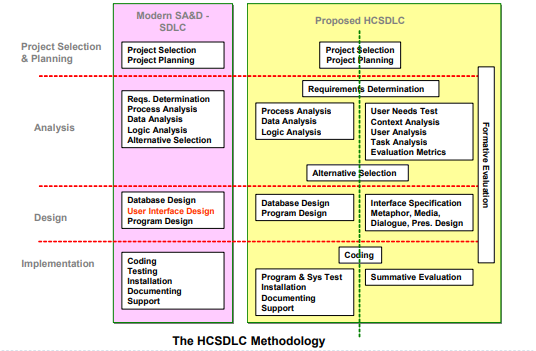 Modern SA&D -
SDLC
Proposed HCSDLC
Project Selection
& Planning
Project Selection
Project Planning
Project Selection
Project Planning
Requirements Determination
Analysis
Reqs. Determination
Process Analysis
Data Analysis
Logic Analysis
Alternative Selection
Process Analysis
Data Analysis
Logic Analysis
User Needs Test
Context Analysis
User Analysis
Task Analysis
Evaluation Metrics
Formative Evaluation
Alternative Selection
Design
Database Design
User Interface Design
Program Design
Database Design
Program Design
Interface Specification
Metaphor, Media,
Dialogue, Pres. Design
Implementation
Coding
Testing
Installation
Documenting
Support
Coding
Program & Sys Test
Installation
Documenting
Support
Summative Evaluation
The HCSDLC Methodology